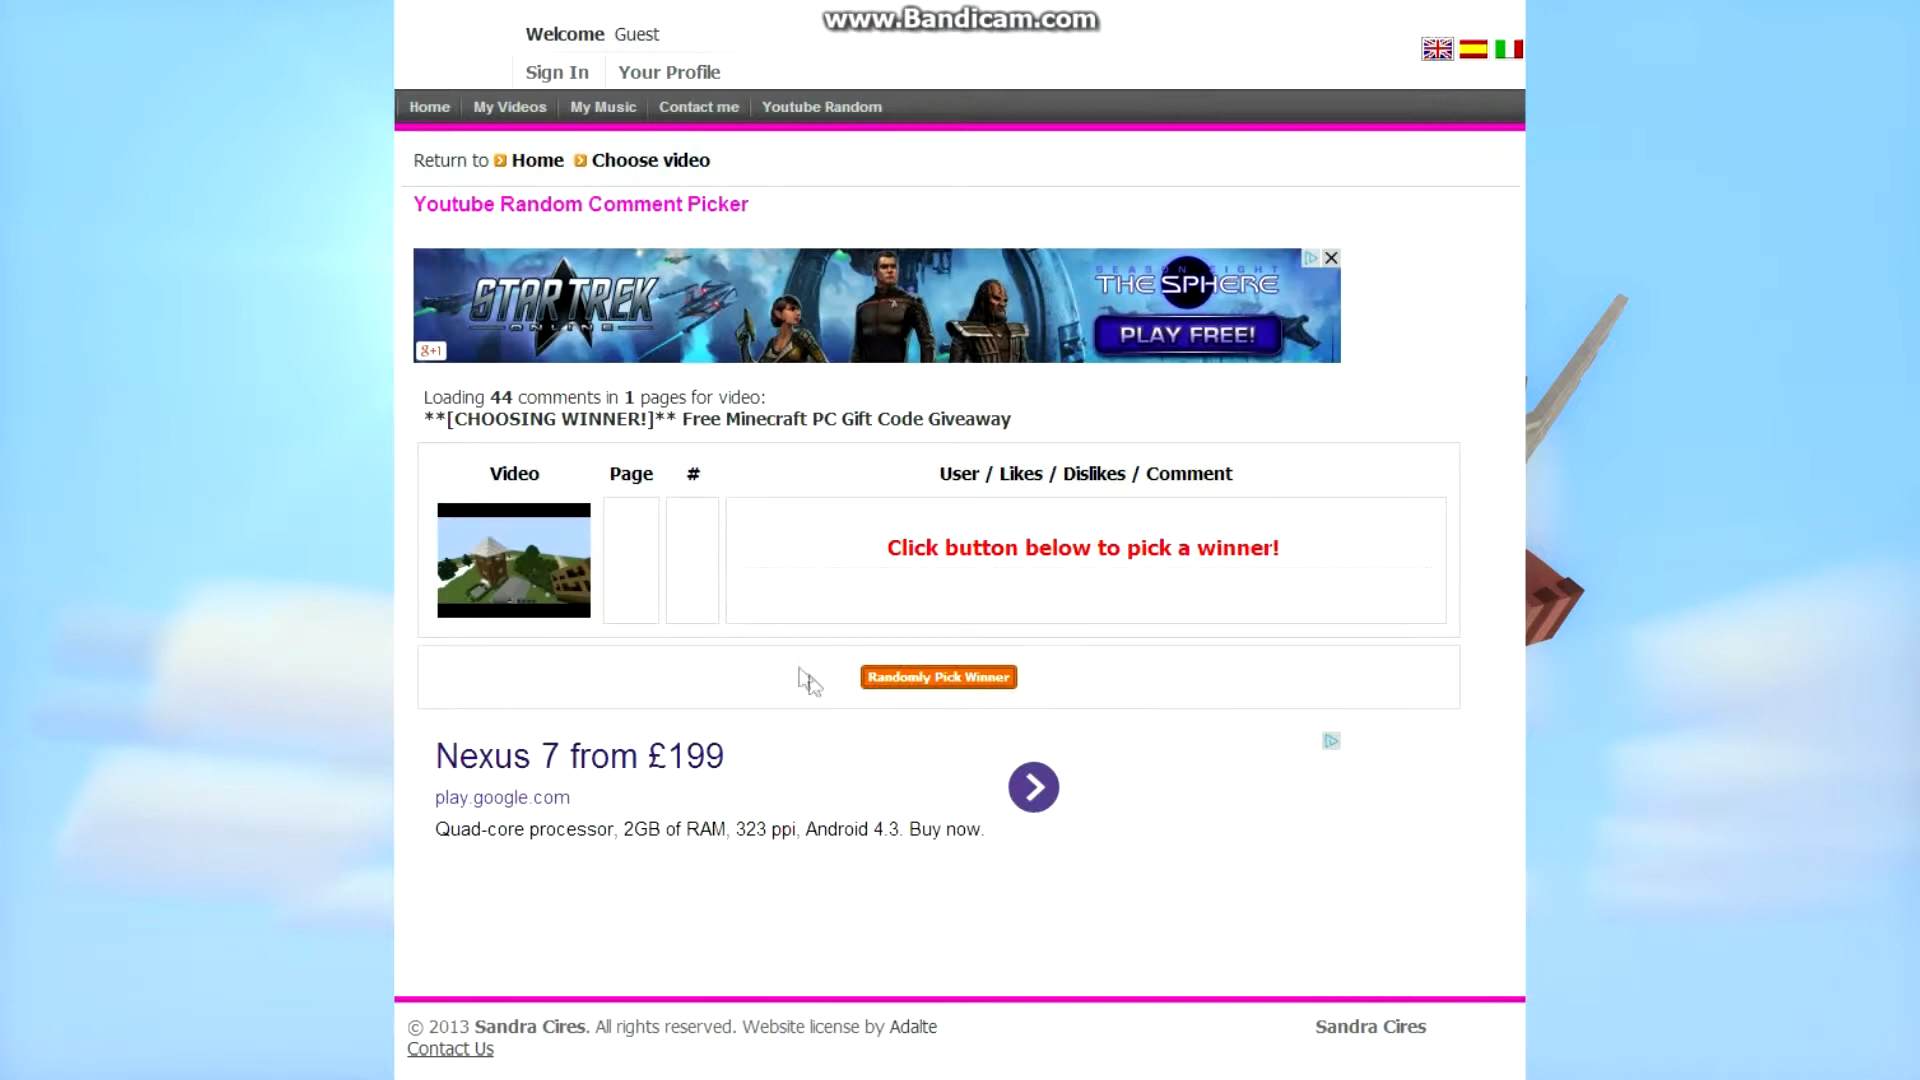 www.Bandicam.com
Welcome Guest
Sign In Your Profile
Home My Videos My Music Contact me Youtube Random
Return to Home Choose video
Youtube Random Comment Picker
STAR TREK
ONLINE
SEASON EIGHT
THE SPHERE
PLAY FREE!
g+1
Loading 44 comments in 1 pages for video:
**[CHOOSING WINNER!]** Free Minecraft PC Gift Code Giveaway
Video Page # User / Likes / Dislikes / Comment
Click button below to pick a winner!
Randomly Pick Winner
Nexus 7 from £199
play.google.com
Quad-core processor, 2GB of RAM, 323 ppi, Android 4.3. Buy now.
© 2013 Sandra Cires. All rights reserved. Website license by Adalte
Sandra Cires
Contact Us